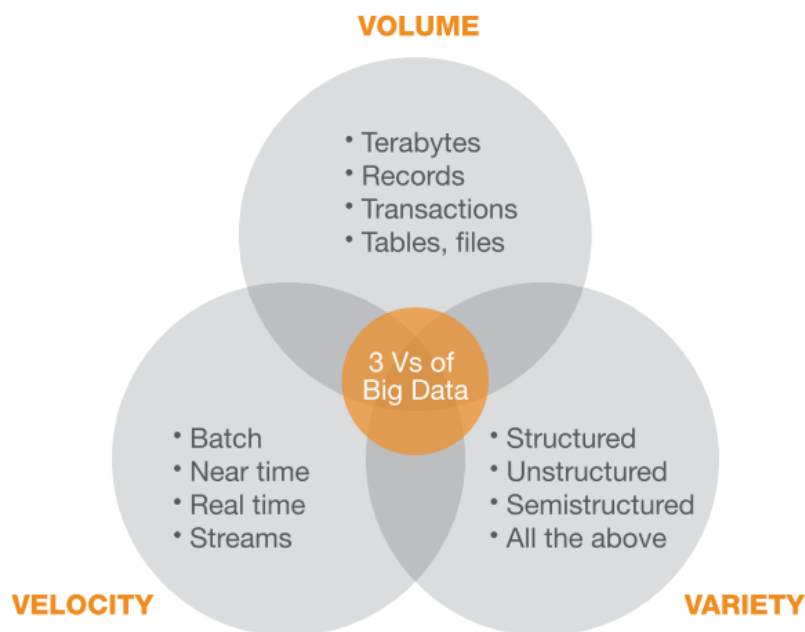 VOLUME
• Terabytes
• Records
• Transactions
• Tables, files
3 Vs of
Big Data
• Batch
• Near time
• Real time
• Streams
• Structured
• Unstructured
• Semistructured
• All the above
VELOCITY
VARIETY